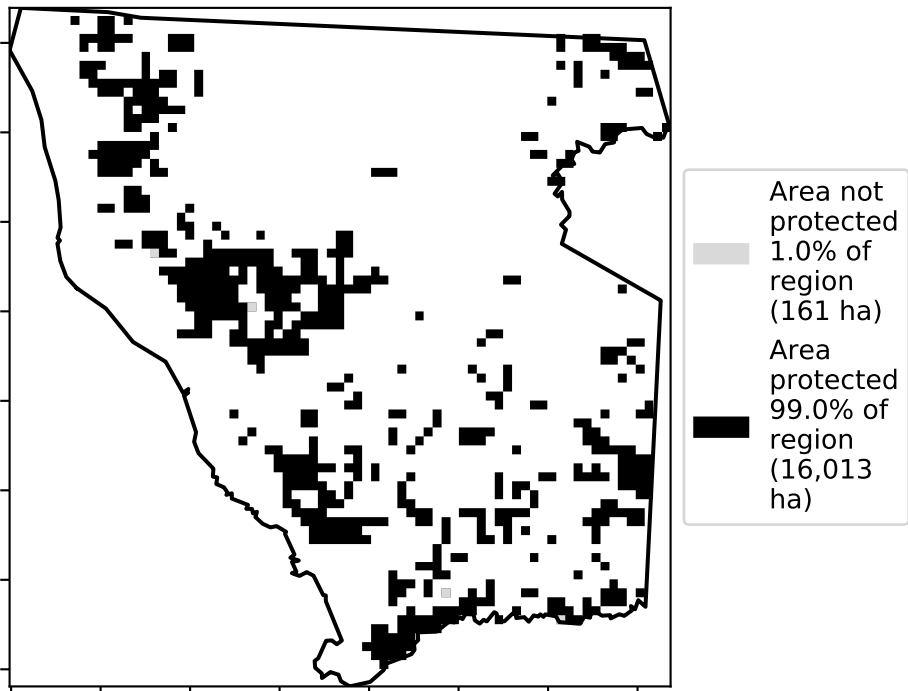 Area not
protected
1.0% of
region
(161 ha)
Area
protected
99.0% of
region
(16,013
ha)